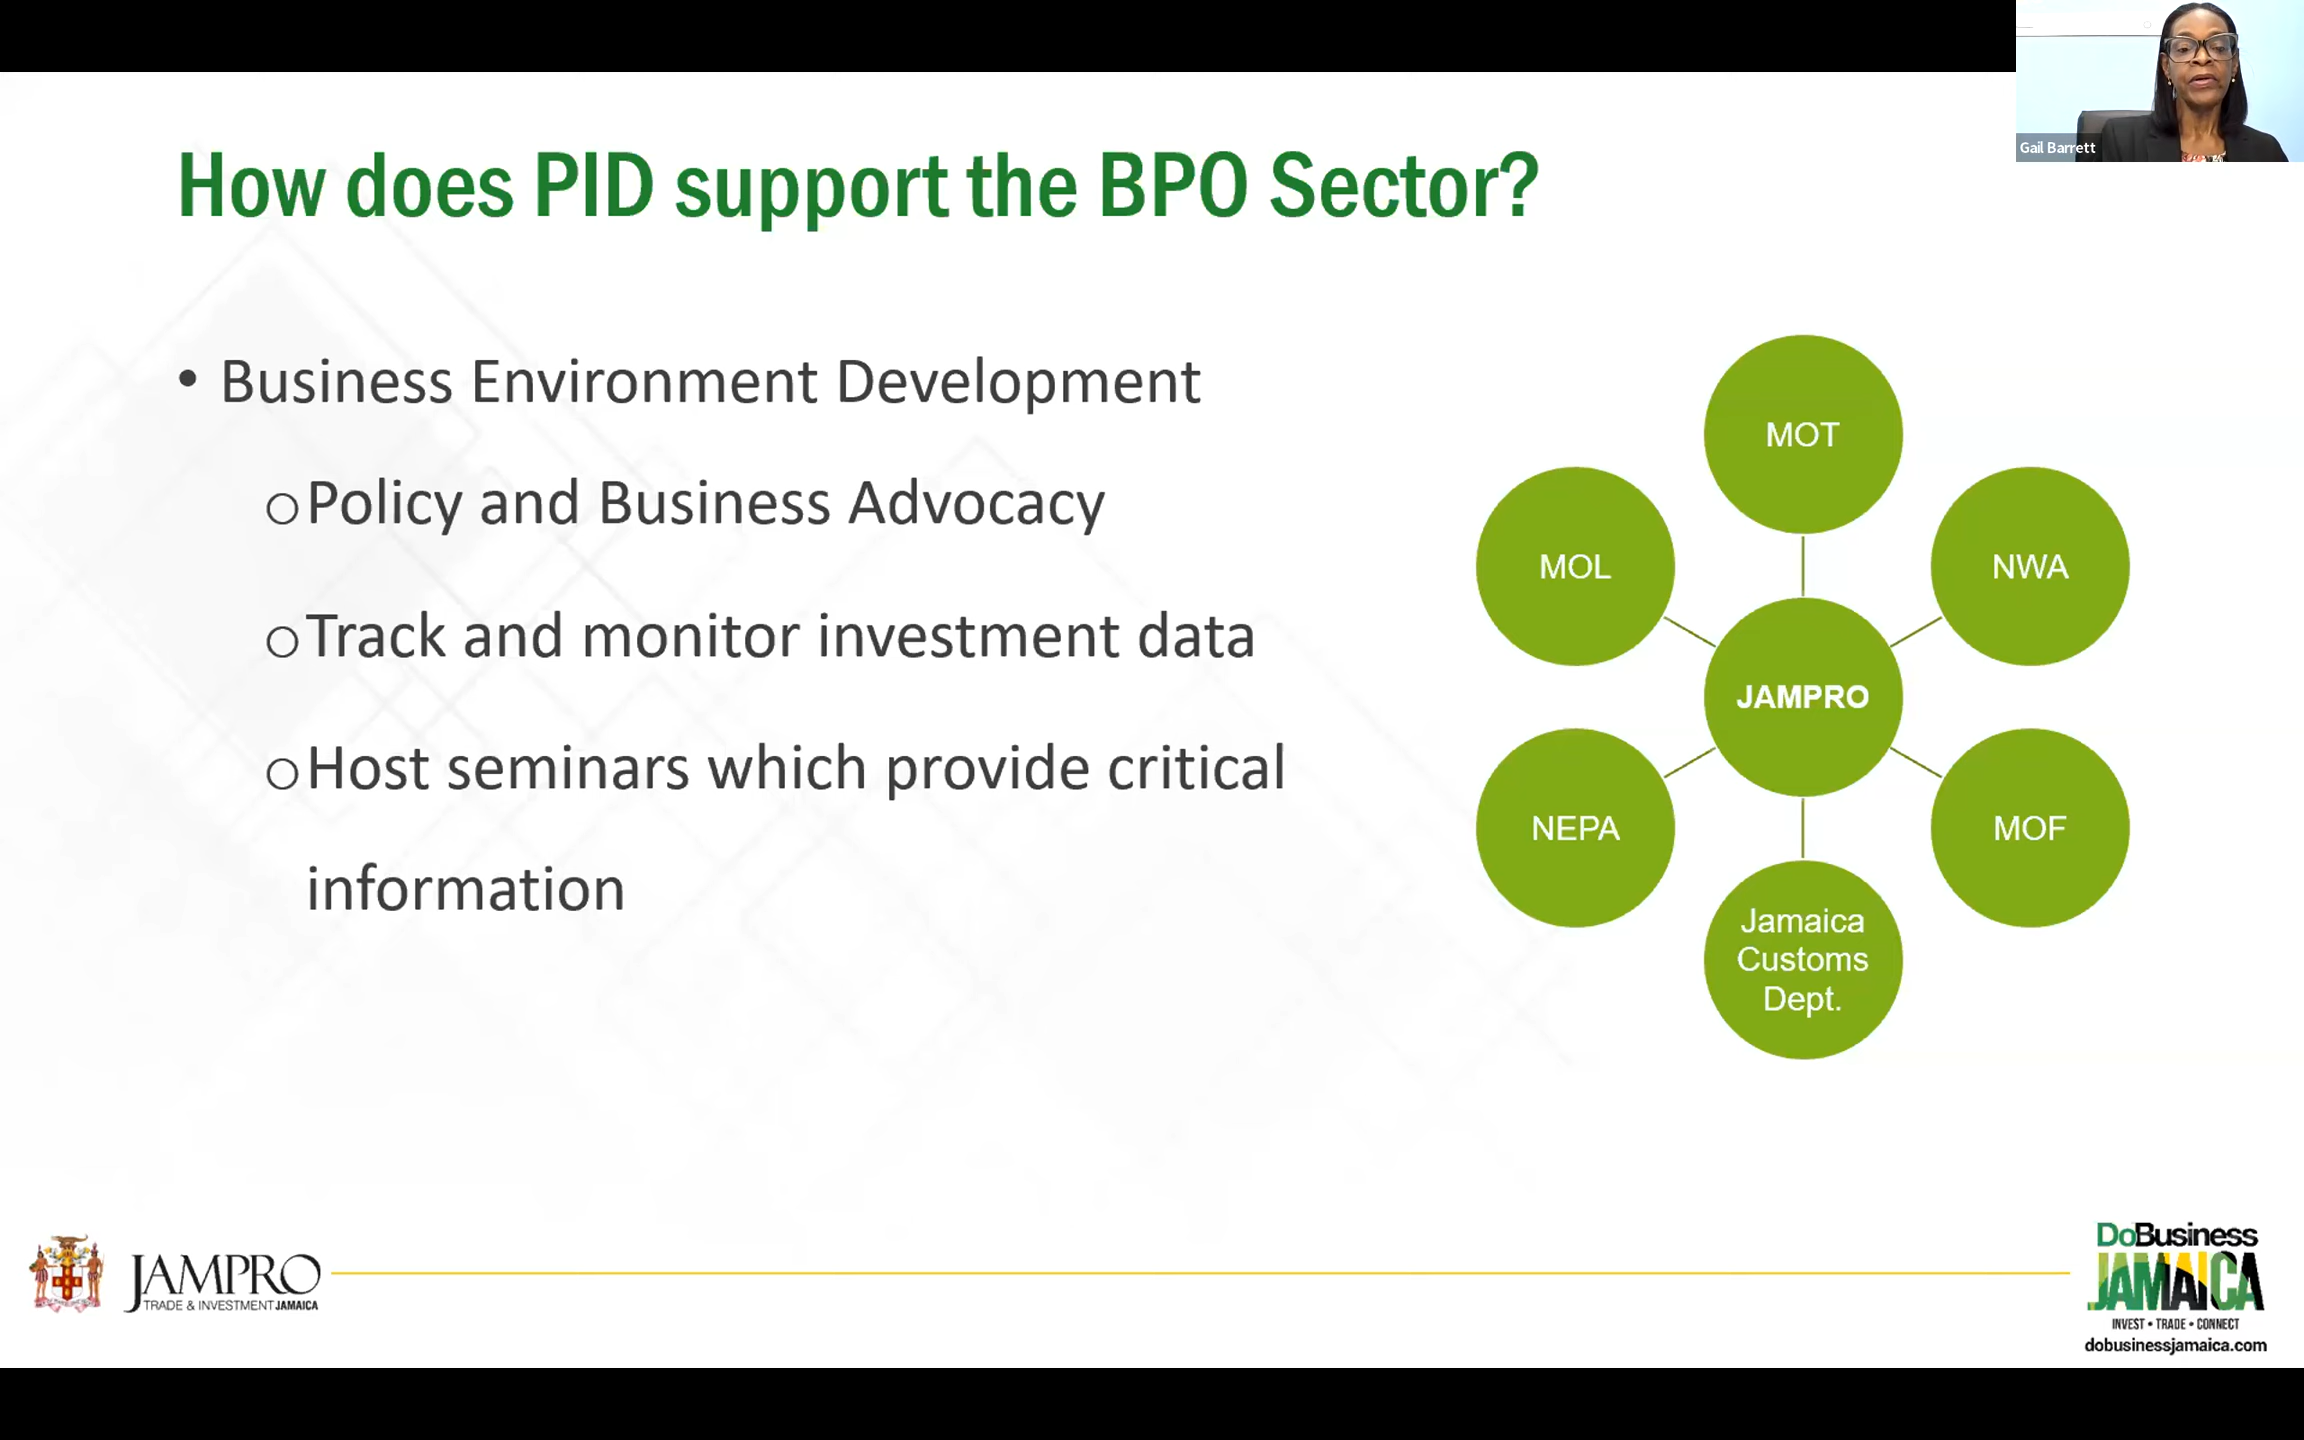 Gail Barrett
How does PID support the BPO Sector?
• Business Environment Development
o Policy and Business Advocacy
o Track and monitor investment data
o Host seminars which provide critical
information
MOT
MOL
NWA
JAMPRO
NEPA
MOF
Jamaica
Customs
Dept.
JAMPRO
TRADE & INVESTMENT JAMAICA
DoBusiness
JAMAICA
INVEST • TRADE • CONNECT
dobusinessjamaica.com